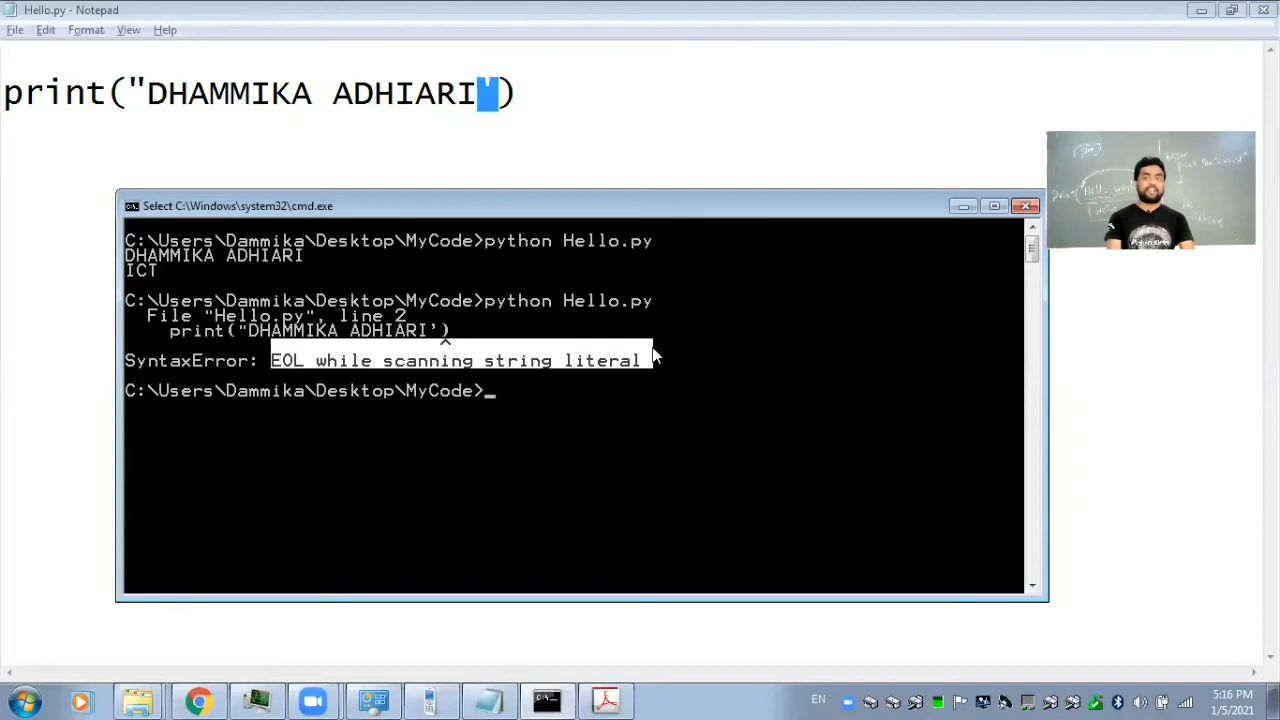 Hello.py - Notepad
File Edit Format View Help
print("DHAMMIKA ADHIARI')
Select C:\Windows\system32\cmd.exe
C:\Users\Dammika\Desktop\MyCode>python Hello.py
DHAMMIKA ADHIARI
ICT
C:\Users\Dammika\Desktop\MyCode>python Hello.py
File "Hello.py", line 2
print("DHAMMIKA ADHIARI')
^
SyntaxError: EOL while scanning string literal
C:\Users\Dammika\Desktop\MyCode>_
EN
5:16 PM
1/5/2021